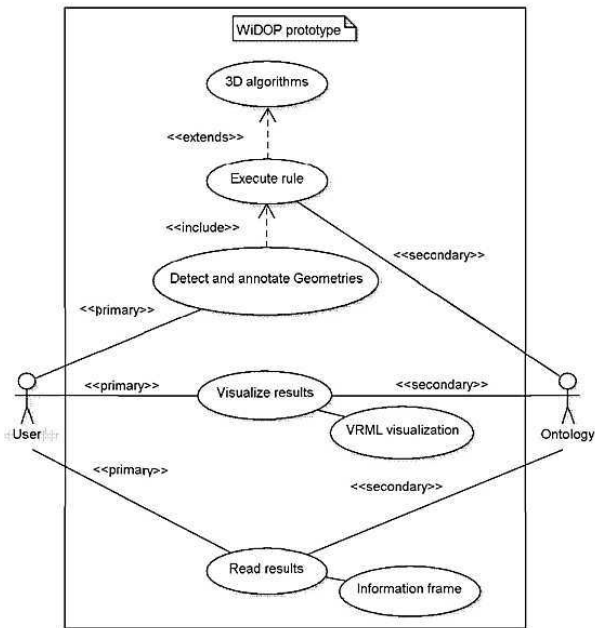 WiDOP prototype
3D algorithms
<<extends>>
Execute rule
<<include>>
<<secondary>>
Detect and annotate Geometries
<<primary>>
<<primary>>
Visualize results
<<secondary>>
VRML visualization
User
Ontology
<<primary>>
<<secondary>>
Read results
Information frame